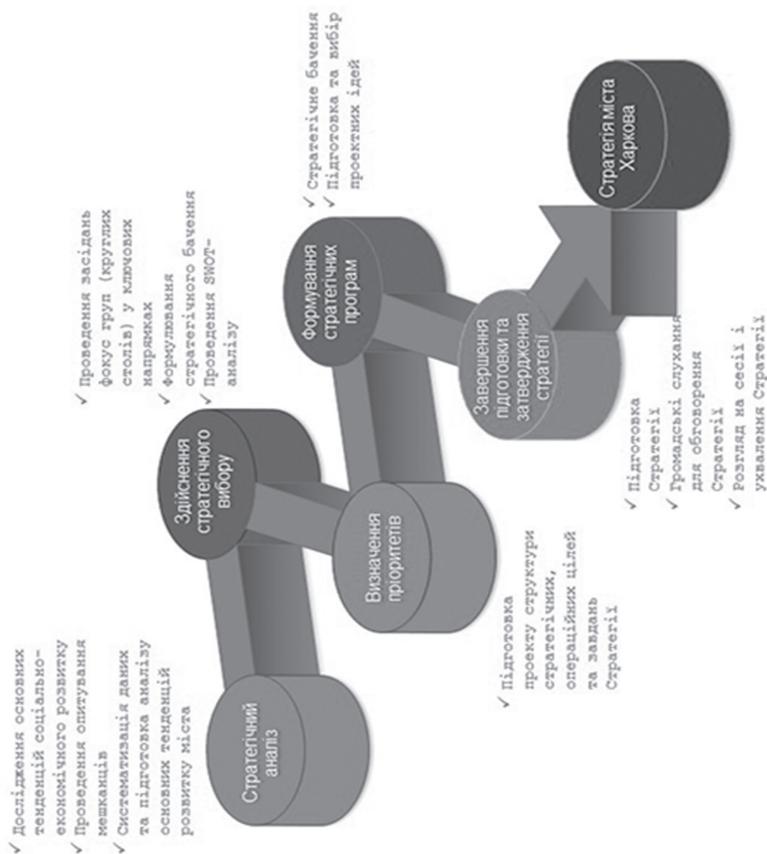 ✓ Дослідження основних
тенденцій соціально-
економічного розвитку
✓ Проведення опитування
мешканців
✓ Систематизація даних
та підготовка аналізу
основних тенденцій
розвитку міста
Стратегічний
аналіз
✓ Проведення засідань
фокус груп (круглих
столів) у ключових
напрямках
✓ Формулювання
стратегічного бачення
✓ Проведення SWOT-
аналізу
Здійснення
стратегічного
вибору
Визначення
пріоритетів
✓ Підготовка
проекту структури
стратегічних,
операційних цілей
та завдань
Стратегії
✓ Стратегічне бачення
✓ Підготовка та вибір
проектних ідей
Формування
стратегічних
програм
Завершення
підготовки та
затвердження
стратегії
✓ Підготовка
Стратегії
✓ Громадські слухання
для обговорення
Стратегії
✓ Розгляд на сесії і
ухвалення Стратегії
Стратегія міста
Харкова